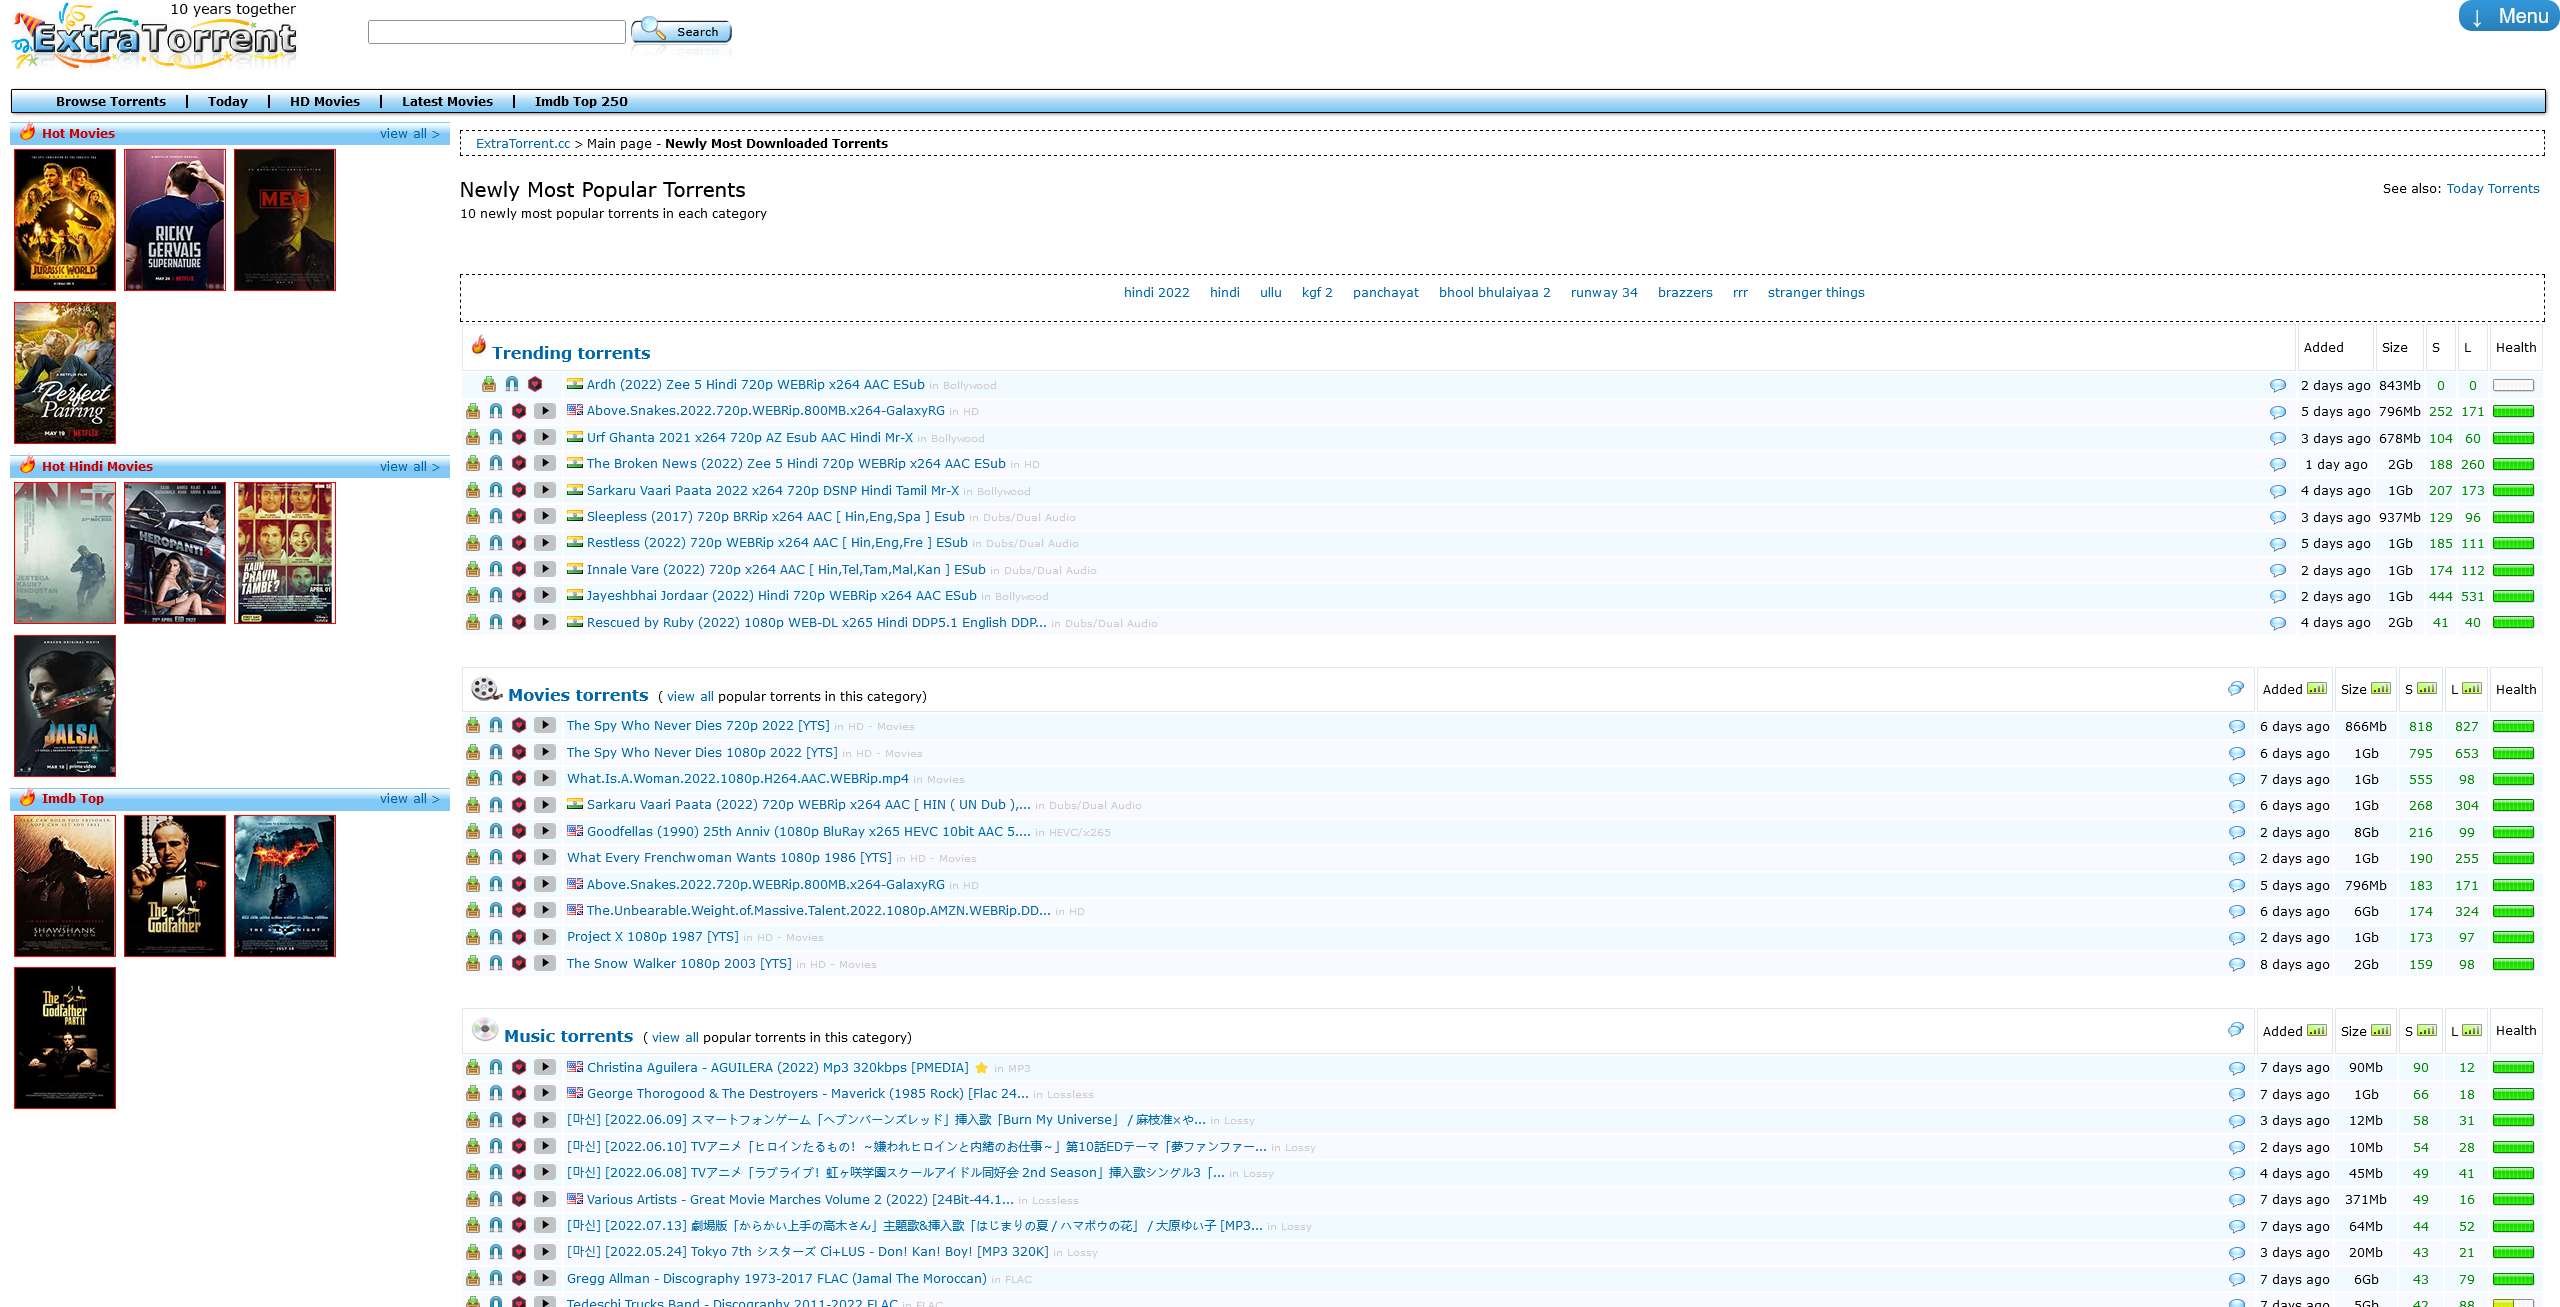 10 years together
ExtraTorrent
Search
↓ Menu
Browse Torrents | Today | HD Movies | Latest Movies | Imdb Top 250
Hot Movies view all >
JURASSIC WORLD
RICKY GERVAIS SUPERNATURE
MAY 24 | NETFLIX
MEN
A NETFLIX FILM
A Perfect Pairing
MAY 19 | NETFLIX
Hot Hindi Movies view all >
ANEK
JEETEGA KAUN? HINDUSTAN
HEROPANTI 2
29TH APRIL EID 2022
KAUN PRAVIN TAMBE?
APRIL 01
AMAZON ORIGINAL MOVIE
JALSA
MAR 18 | prime video
Imdb Top view all >
SHAWSHANK REDEMPTION
The Godfather
THE DARK KNIGHT
The Godfather PART II
ExtraTorrent.cc > Main page - Newly Most Downloaded Torrents
Newly Most Popular Torrents
See also: Today Torrents
10 newly most popular torrents in each category
hindi 2022 hindi ullu kgf 2 panchayat bhool bhulaiyaa 2 runway 34 brazzers rrr stranger things
Trending torrents Added Size S L Health
Ardh (2022) Zee 5 Hindi 720p WEBRip x264 AAC ESub in Bollywood 2 days ago 843Mb 0 0
Above.Snakes.2022.720p.WEBRip.800MB.x264-GalaxyRG in HD 5 days ago 796Mb 252 171
Urf Ghanta 2021 x264 720p AZ Esub AAC Hindi Mr-X in Bollywood 3 days ago 678Mb 104 60
The Broken News (2022) Zee 5 Hindi 720p WEBRip x264 AAC ESub in HD 1 day ago 2Gb 188 260
Sarkaru Vaari Paata 2022 x264 720p DSNP Hindi Tamil Mr-X in Bollywood 4 days ago 1Gb 207 173
Sleepless (2017) 720p BRRip x264 AAC [ Hin,Eng,Spa ] Esub in Dubs/Dual Audio 3 days ago 937Mb 129 96
Restless (2022) 720p WEBRip x264 AAC [ Hin,Eng,Fre ] ESub in Dubs/Dual Audio 5 days ago 1Gb 185 111
Innale Vare (2022) 720p x264 AAC [ Hin,Tel,Tam,Mal,Kan ] ESub in Dubs/Dual Audio 2 days ago 1Gb 174 112
Jayeshbhai Jordaar (2022) Hindi 720p WEBRip x264 AAC ESub in Bollywood 2 days ago 1Gb 444 531
Rescued by Ruby (2022) 1080p WEB-DL x265 Hindi DDP5.1 English DDP... in Dubs/Dual Audio 4 days ago 2Gb 41 40
Movies torrents ( view all popular torrents in this category) Added Size S L Health
The Spy Who Never Dies 720p 2022 [YTS] in HD - Movies 6 days ago 866Mb 818 827
The Spy Who Never Dies 1080p 2022 [YTS] in HD - Movies 6 days ago 1Gb 795 653
What.Is.A.Woman.2022.1080p.H264.AAC.WEBRip.mp4 in Movies 7 days ago 1Gb 555 98
Sarkaru Vaari Paata (2022) 720p WEBRip x264 AAC [ HIN ( UN Dub ),... in Dubs/Dual Audio 6 days ago 1Gb 268 304
Goodfellas (1990) 25th Anniv (1080p BluRay x265 HEVC 10bit AAC 5.... in HEVC/x265 2 days ago 8Gb 216 99
What Every Frenchwoman Wants 1080p 1986 [YTS] in HD - Movies 2 days ago 1Gb 190 255
Above.Snakes.2022.720p.WEBRip.800MB.x264-GalaxyRG in HD 5 days ago 796Mb 183 171
The.Unbearable.Weight.of.Massive.Talent.2022.1080p.AMZN.WEBRip.DD... in HD 6 days ago 6Gb 174 324
Project X 1080p 1987 [YTS] in HD - Movies 2 days ago 1Gb 173 97
The Snow Walker 1080p 2003 [YTS] in HD - Movies 8 days ago 2Gb 159 98
Music torrents ( view all popular torrents in this category) Added Size S L Health
Christina Aguilera - AGUILERA (2022) Mp3 320kbps [PMEDIA] in MP3 7 days ago 90Mb 90 12
George Thorogood & The Destroyers - Maverick (1985 Rock) [Flac 24... in Lossless 7 days ago 1Gb 66 18
[마신] [2022.06.09] スマートフォンゲーム「ヘブンバーンズレッド」挿入歌「Burn My Universe」 / 麻枝准×や... in Lossy 3 days ago 12Mb 58 31
[마신] [2022.06.10] TVアニメ「ヒロインたるもの! ~嫌われヒロインと内緒のお仕事~」第10話EDテーマ「夢ファンファー... in Lossy 2 days ago 10Mb 54 28
[마신] [2022.06.08] TVアニメ「ラブライブ! 虹ヶ咲学園スクールアイドル同好会 2nd Season」挿入歌シングル3「... in Lossy 4 days ago 45Mb 49 41
Various Artists - Great Movie Marches Volume 2 (2022) [24Bit-44.1... in Lossless 7 days ago 371Mb 49 16
[마신] [2022.07.13] 劇場版「からかい上手の高木さん」主題歌&挿入歌「はじまりの夏 / ハマボウの花」 / 大原ゆい子 [MP3... in Lossy 7 days ago 64Mb 44 52
[마신] [2022.05.24] Tokyo 7th シスターズ Ci+LUS - Don! Kan! Boy! [MP3 320K] in Lossy 3 days ago 20Mb 43 21
Gregg Allman - Discography 1973-2017 FLAC (Jamal The Moroccan) in FLAC 7 days ago 6Gb 43 79
Tedeschi Trucks Band - Discography 2011-2022 FLAC in FLAC 7 days ago 5Gb 42 88